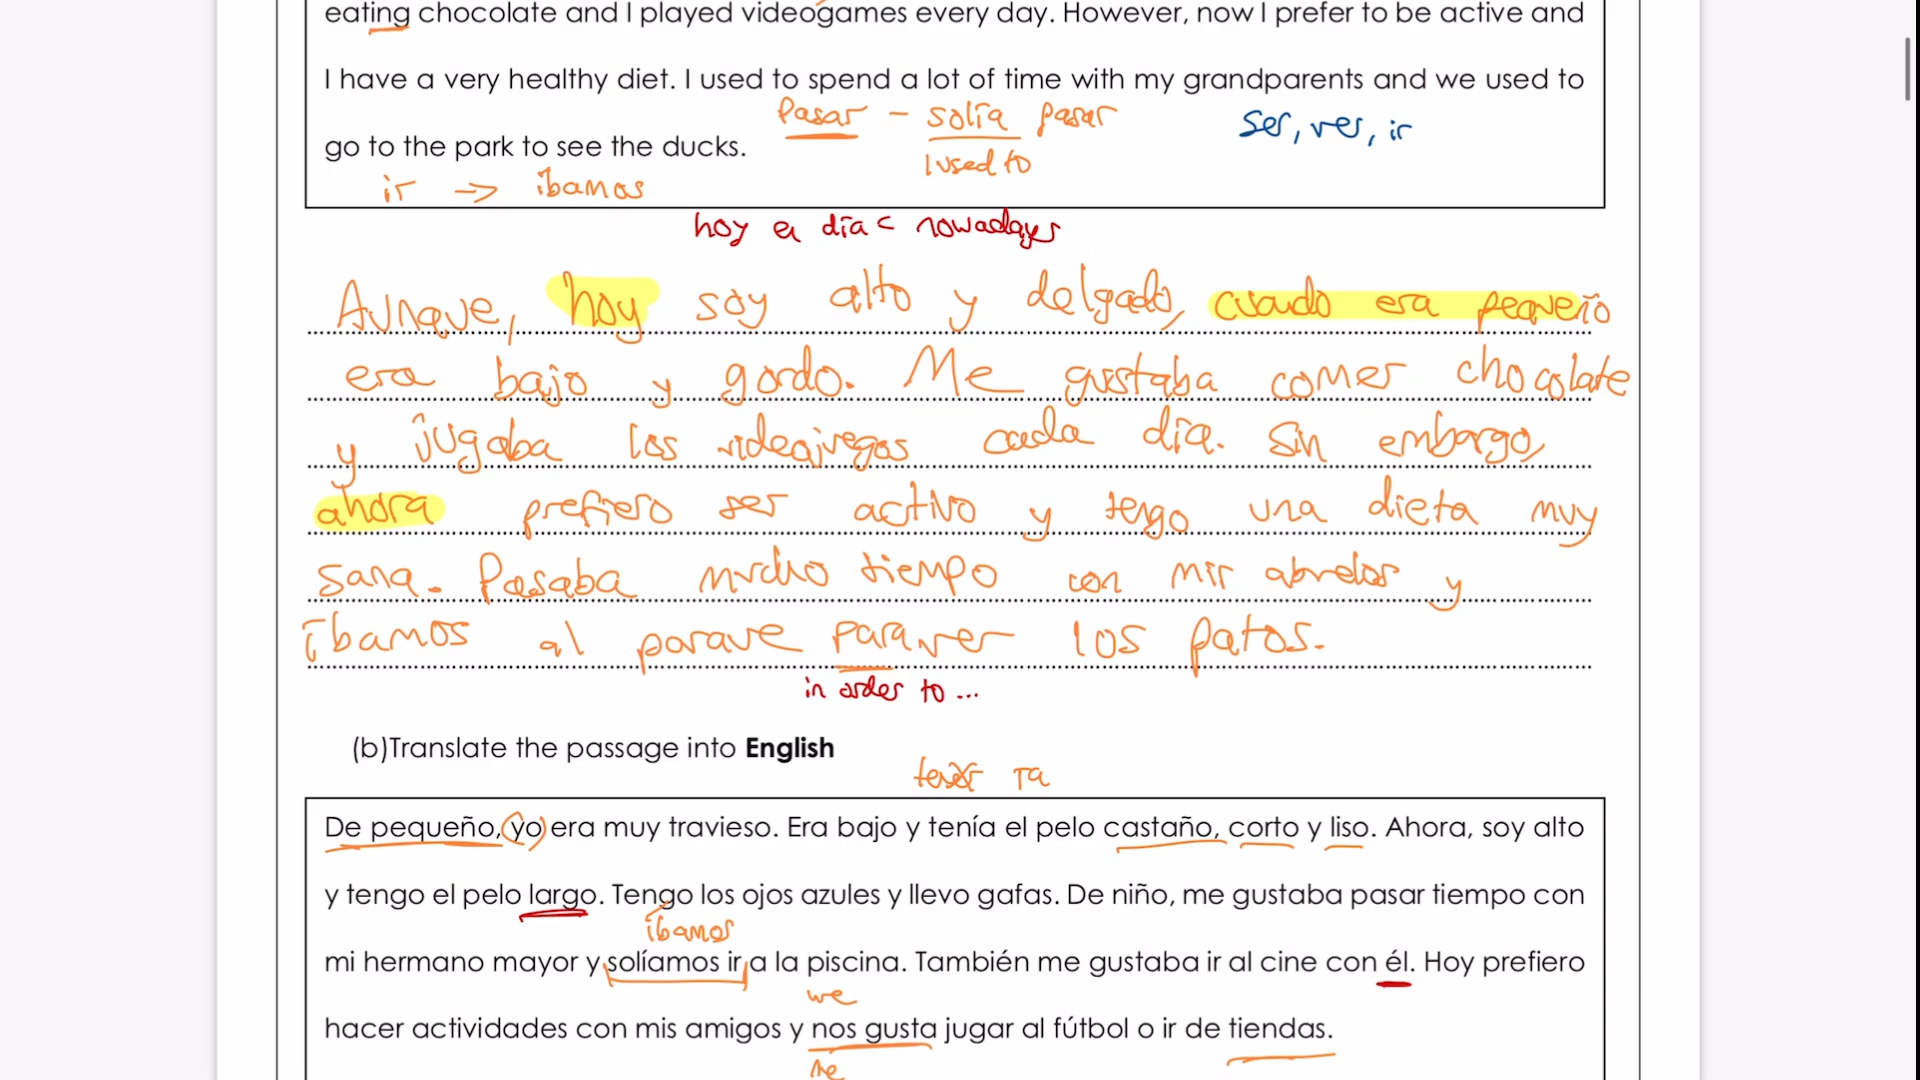 eating chocolate and I played videogames every day. However, now I prefer to be active and
I have a very healthy diet. I used to spend a lot of time with my grandparents and we used to
pasar – solía pasar
ser, ver, ir
go to the park to see the ducks.
I used to
ir → íbamos
hoy en día < nowadays
Aunque, hoy soy alto y delgado, cuando era pequeño
era bajo y gordo. Me gustaba comer chocolate
y jugaba los videojuegos cada día. Sin embargo,
ahora prefiero ser activo y tengo una dieta muy
sana. Pasaba mucho tiempo con mis abuelos y
íbamos al parque para ver los patos.
in order to ...
(b)Translate the passage into English
ía
De pequeño, yo era muy travieso. Era bajo y tenía el pelo castaño, corto y liso. Ahora, soy alto
y tengo el pelo largo. Tengo los ojos azules y llevo gafas. De niño, me gustaba pasar tiempo con
íbamos
mi hermano mayor y solíamos ir a la piscina. También me gustaba ir al cine con él. Hoy prefiero
we
hacer actividades con mis amigos y nos gusta jugar al fútbol o ir de tiendas.